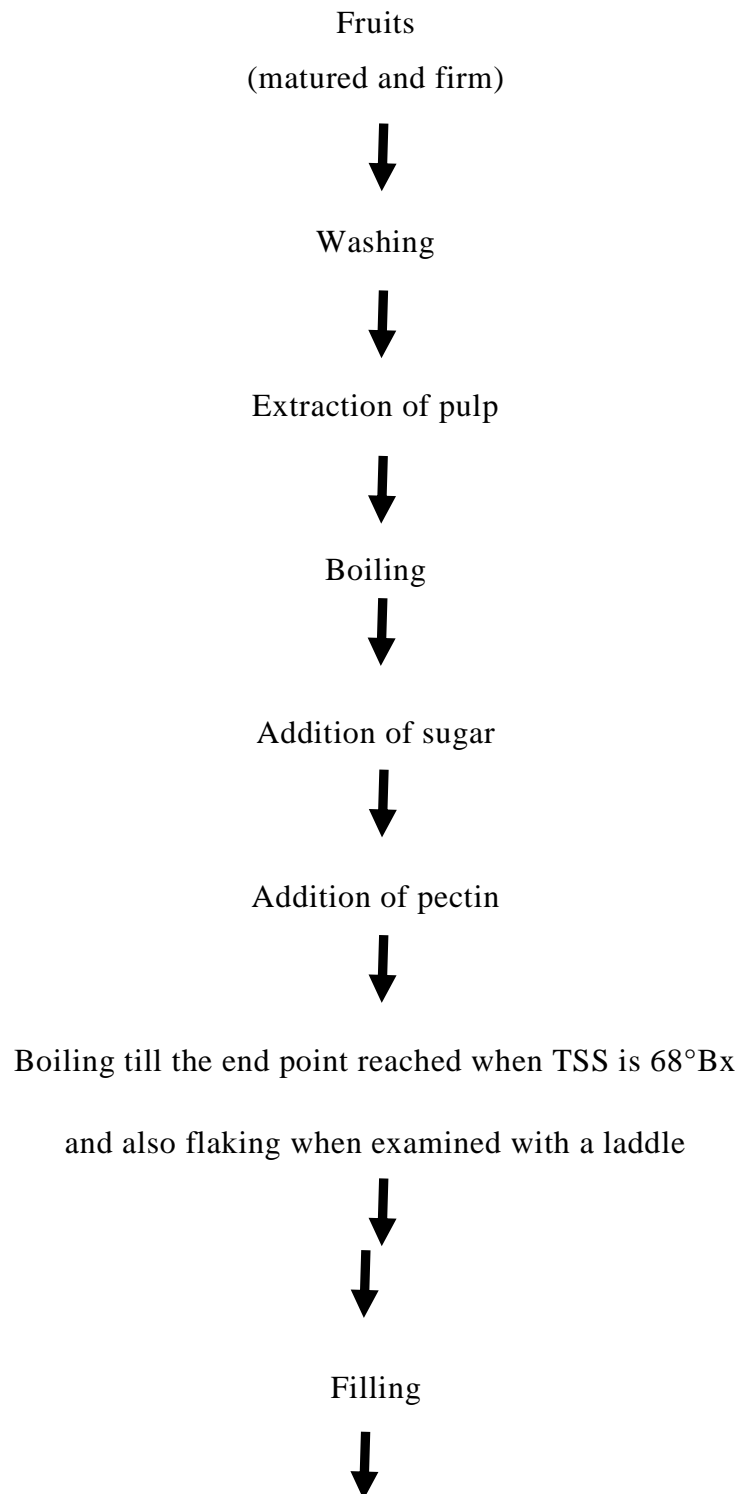 Fruits
(matured and firm)
Washing
Extraction of pulp
Boiling
Addition of sugar
Addition of pectin
Boiling till the end point reached when TSS is 68°Bx
and also flaking when examined with a laddle
Filling